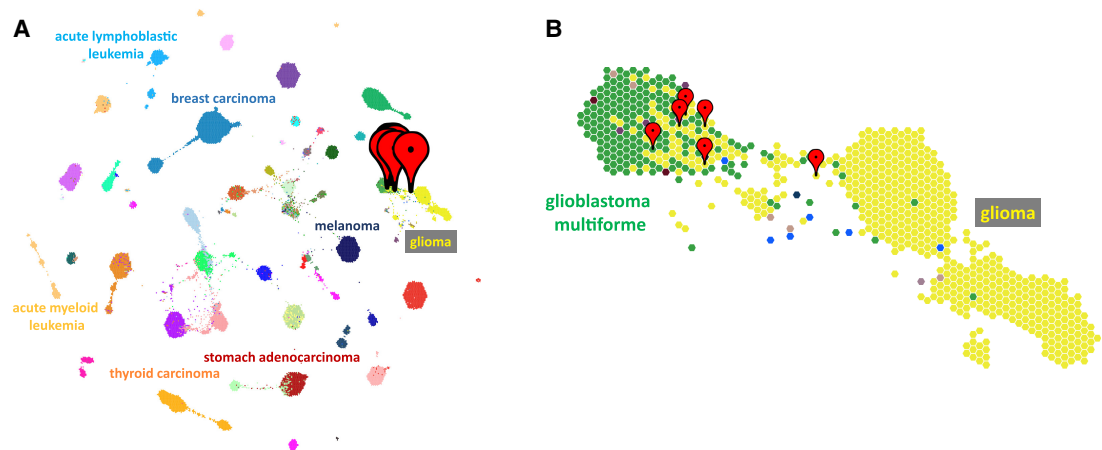 A
acute lymphoblastic
leukemia
breast carcinoma
melanoma
glioma
acute myeloid
leukemia
stomach adenocarcinoma
thyroid carcinoma
B
glioblastoma
multiforme
glioma